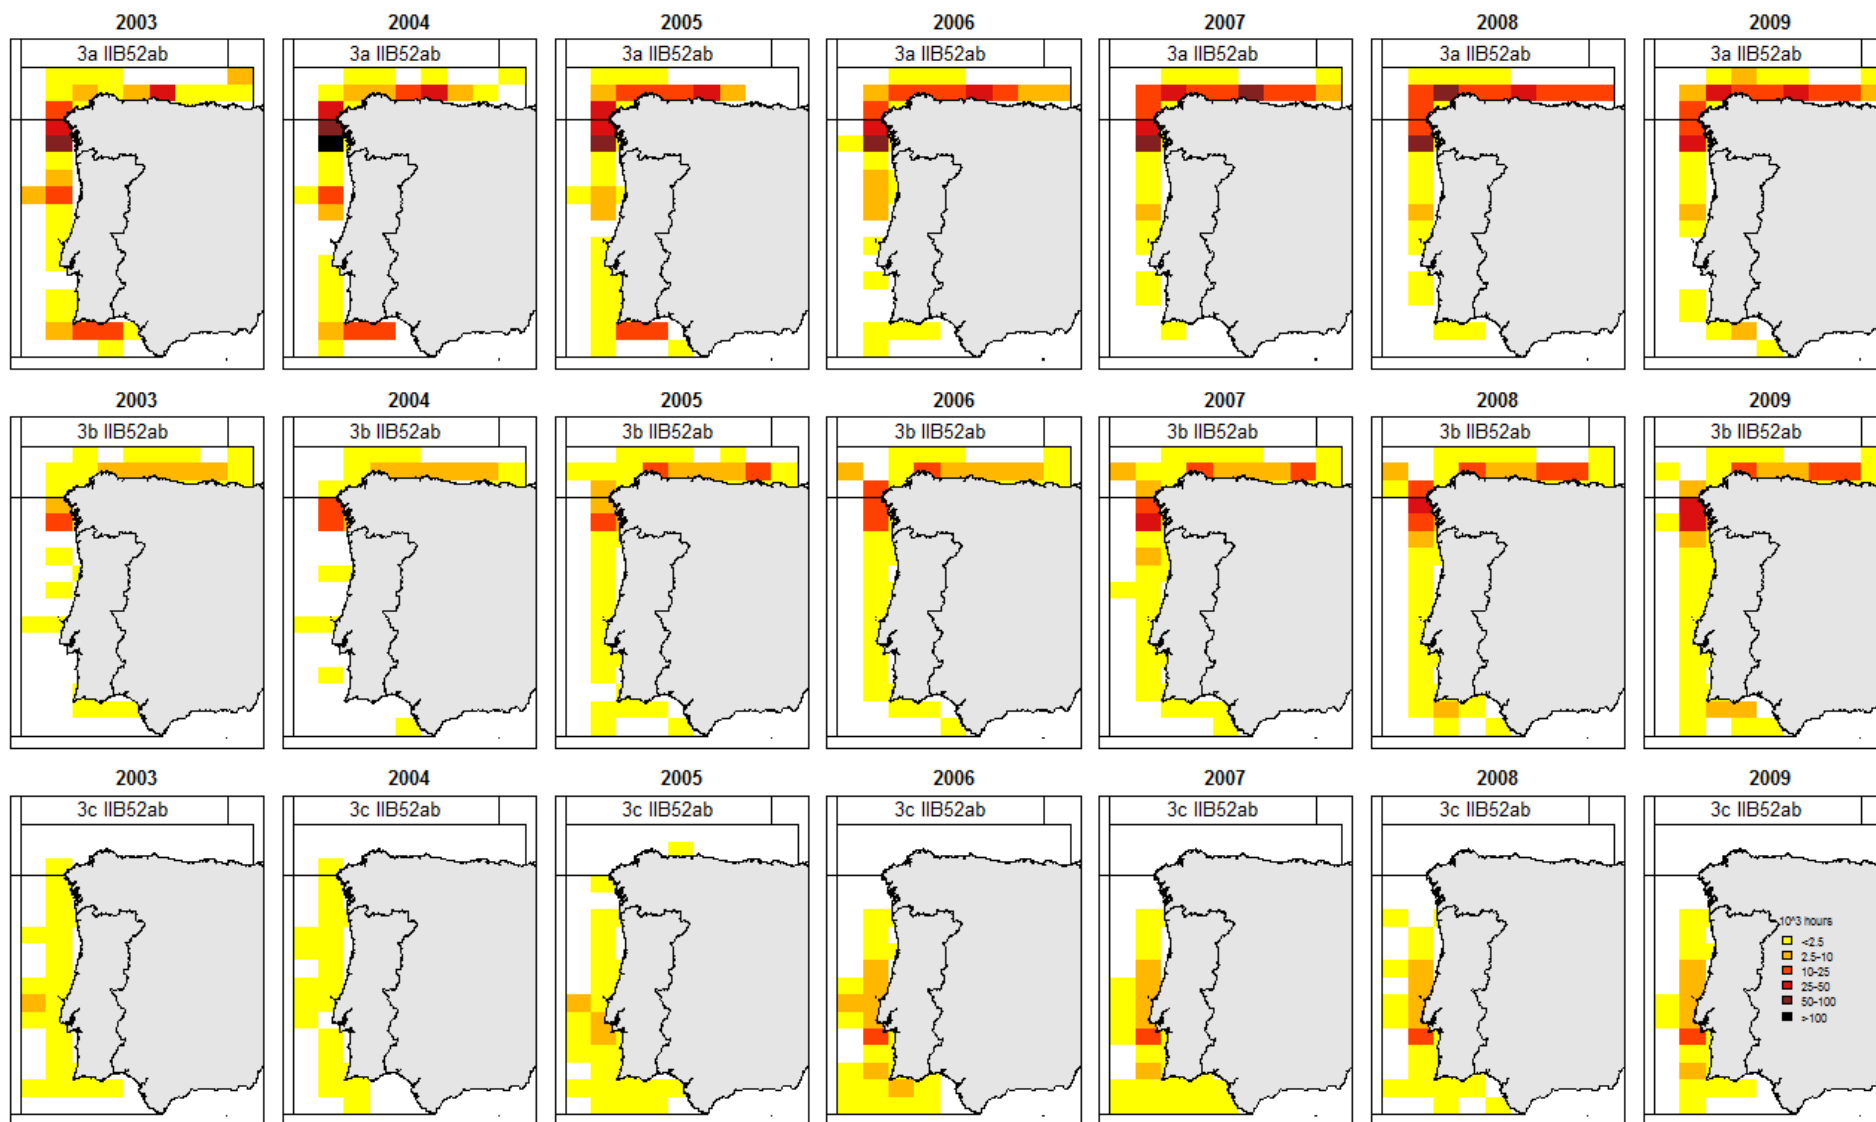 2003 2004 2005 2006 2007 2008 2009
3a IIB52ab 3a IIB52ab 3a IIB52ab 3a IIB52ab 3a IIB52ab 3a IIB52ab 3a IIB52ab
2003 2004 2005 2006 2007 2008 2009
3b IIB52ab 3b IIB52ab 3b IIB52ab 3b IIB52ab 3b IIB52ab 3b IIB52ab 3b IIB52ab
2003 2004 2005 2006 2007 2008 2009
3c IIB52ab 3c IIB52ab 3c IIB52ab 3c IIB52ab 3c IIB52ab 3c IIB52ab 3c IIB52ab
10^3 hours
<2.5
2.5-10
10-25
25-50
50-100
>100